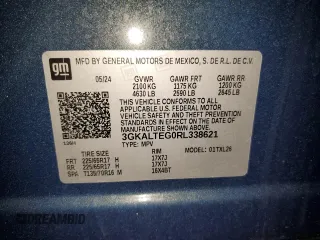 gm
MFD BY GENERAL MOTORS DE MEXICO, S. DE R.L. DE C.V.
05/24 GVWR GAWR FRT GAWR RR
2100 KG 1175 KG 1200 KG
4630 LB 2590 LB 2645 LB
THIS VEHICLE CONFORMS TO ALL APPLICABLE
U.S. FEDERAL MOTOR VEHICLE SAFETY, BUMPER,
AND THEFT PREVENTION STANDARDS IN EFFECT
ON THE DATE OF MANUFACTURE SHOWN ABOVE.
3GKALTEG0RL338621
TYPE: MPV MODEL: 01TXL26
TIRE SIZE RIM
FRT 225/65R17 H 17X7J
RR 225/65R17 H 17X7J
SPA T135/70R16 M 16X4BT
DREAMBID